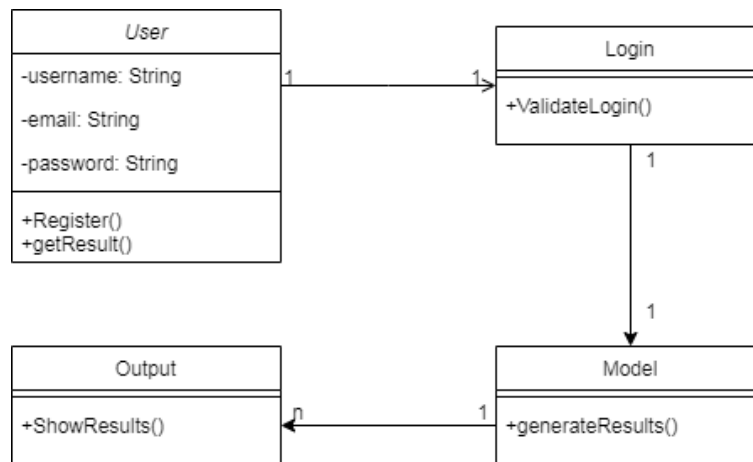 User
-username: String
-email: String
-password: String
+Register()
+getResult()
1
1
Login
+ValidateLogin()
1
1
Output
+ShowResults()
n
1
Model
+generateResults()